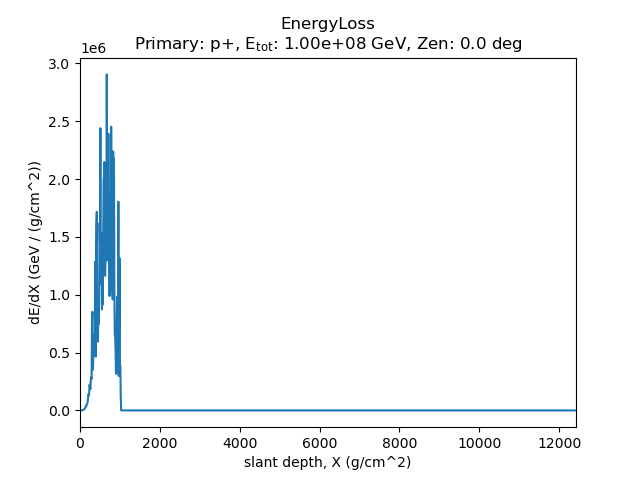 EnergyLoss
Primary: p+, E_tot: 1.00e+08 GeV, Zen: 0.0 deg
1e6
3.0
2.5
2.0
1.5
1.0
0.5
0.0
dE/dX (GeV / (g/cm^2))
0 2000 4000 6000 8000 10000 12000
slant depth, X (g/cm^2)